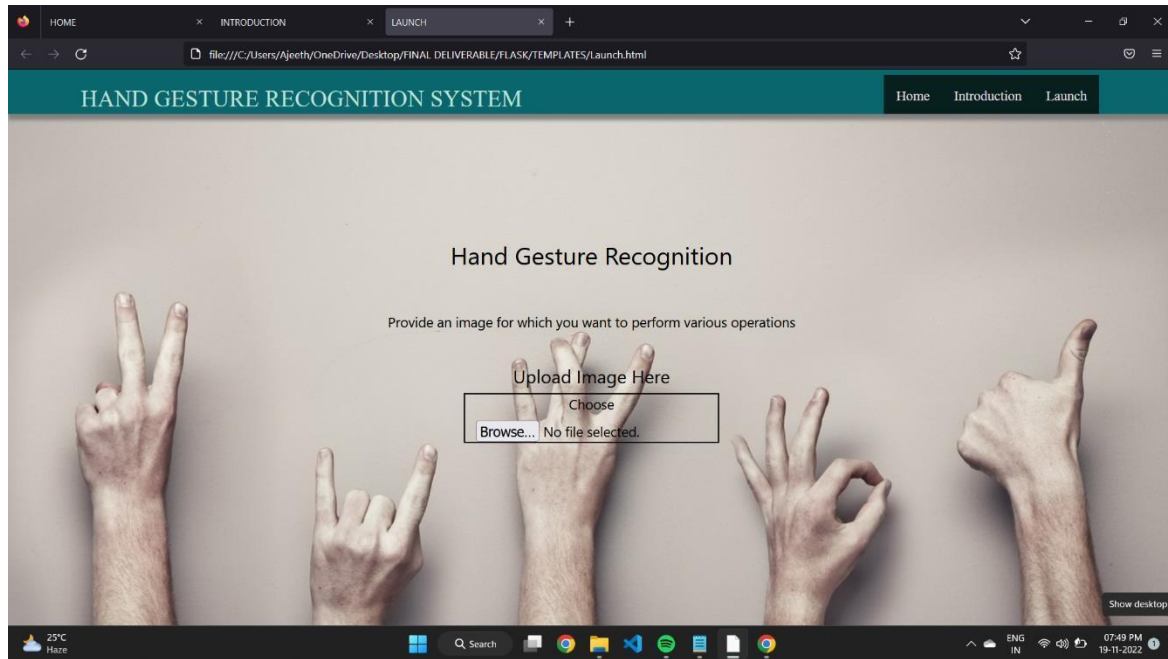 HOME
INTRODUCTION
LAUNCH
file:///C:/Users/Ajeeth/OneDrive/Desktop/FINAL DELIVERABLE/FLASK/TEMPLATES/Launch.html
HAND GESTURE RECOGNITION SYSTEM
Home Introduction Launch
Hand Gesture Recognition
Provide an image for which you want to perform various operations
Upload Image Here
Choose
Browse... No file selected.
Show desktop
25°C
Haze
Search
ENG
IN
07:49 PM
19-11-2022
1